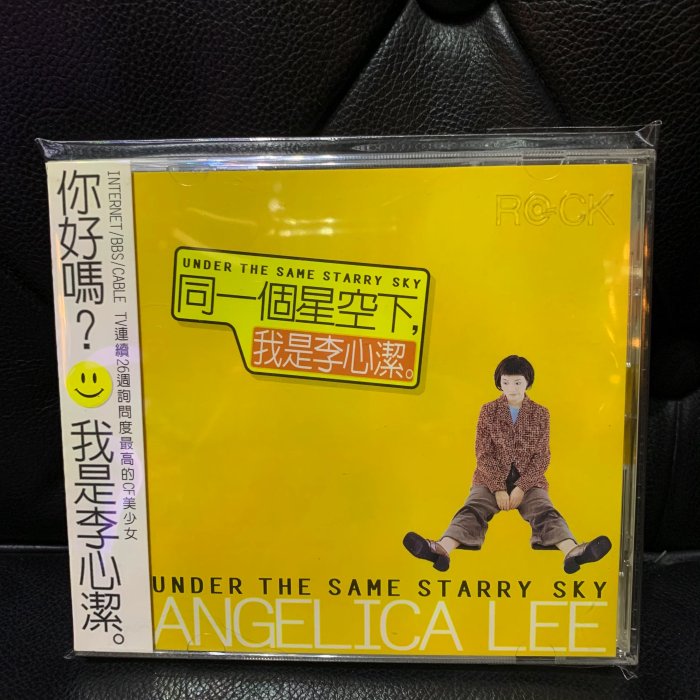 你好嗎?
我是李心潔。
INTERNET/BBS/CABLE TV連續26週詢問度最高的CF美少女
ROCK
UNDER THE SAME STARRY SKY
同一個星空下,
我是李心潔。
UNDER THE SAME STARRY SKY
ANGELICA LEE